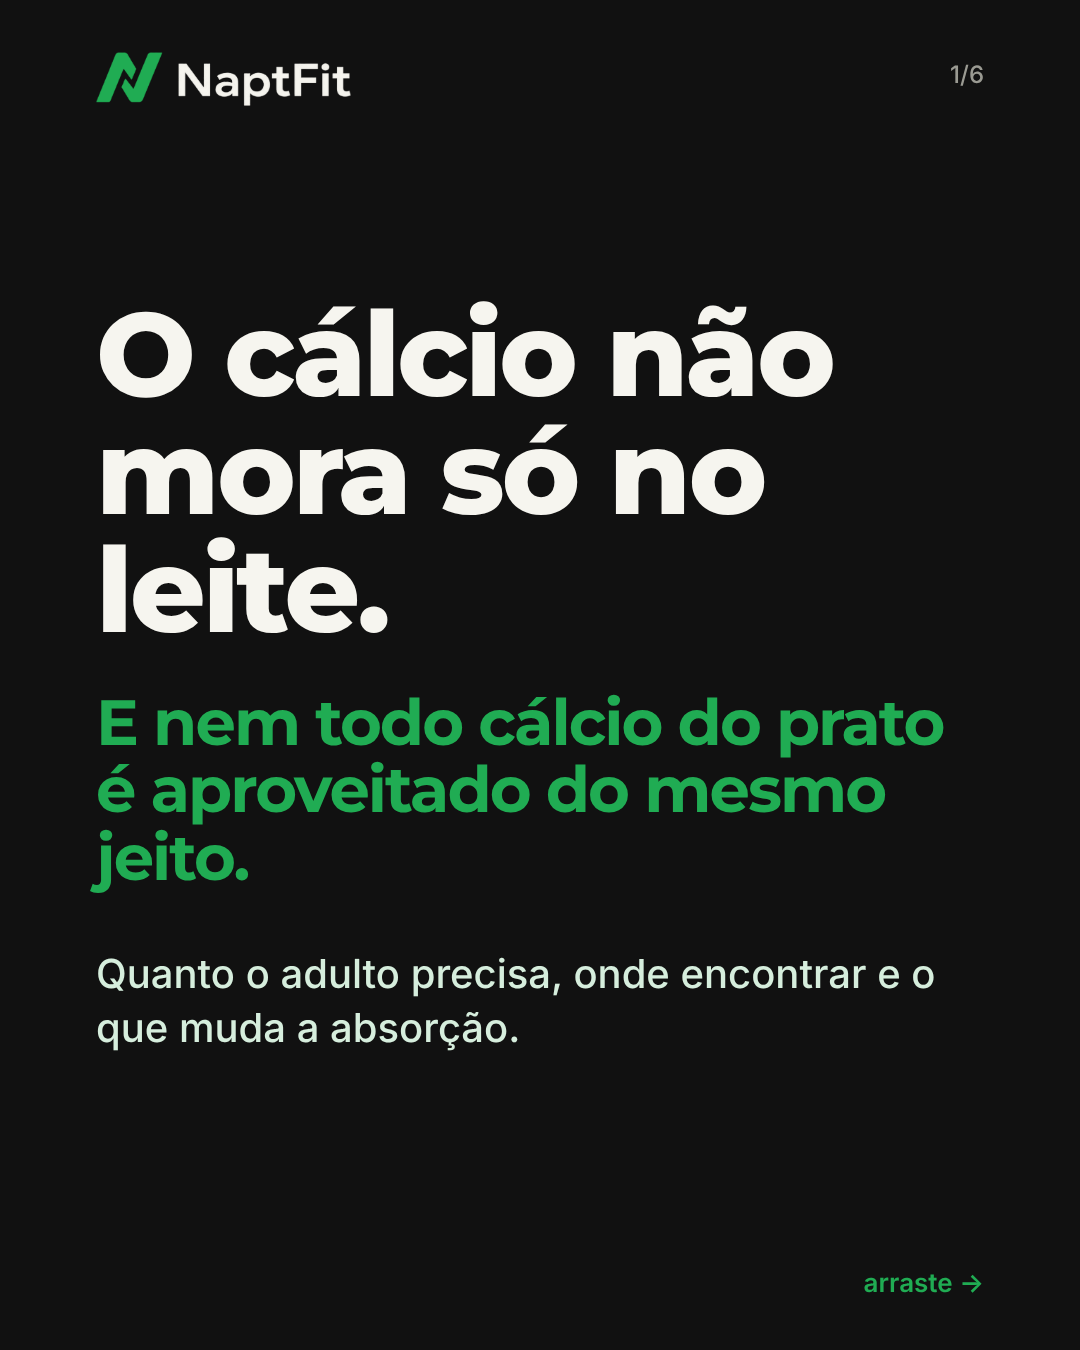 NaptFit
1/6
O cálcio não
mora só no
leite.
E nem todo cálcio do prato
é aproveitado do mesmo
jeito.
Quanto o adulto precisa, onde encontrar e o
que muda a absorção.
arraste →